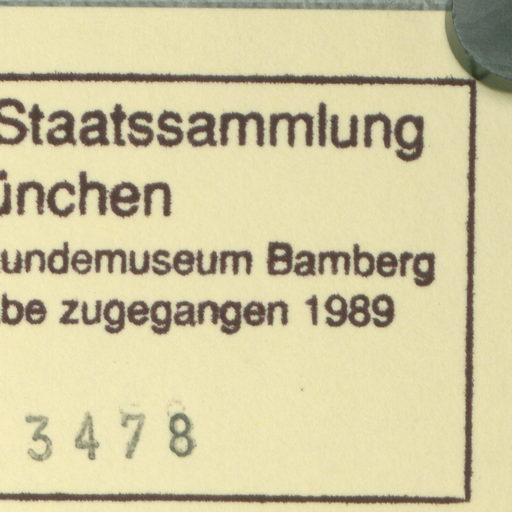 Staatssammlung
ünchen
undemuseum Bamberg
be zugegangen 1989
3478